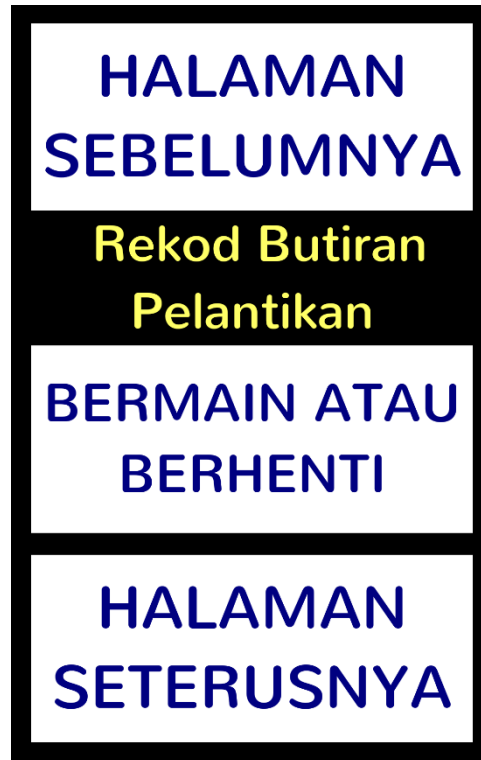 HALAMAN
SEBELUMNYA
Rekod Butiran
Pelantikan
BERMAIN ATAU
BERHENTI
HALAMAN
SETERUSNYA